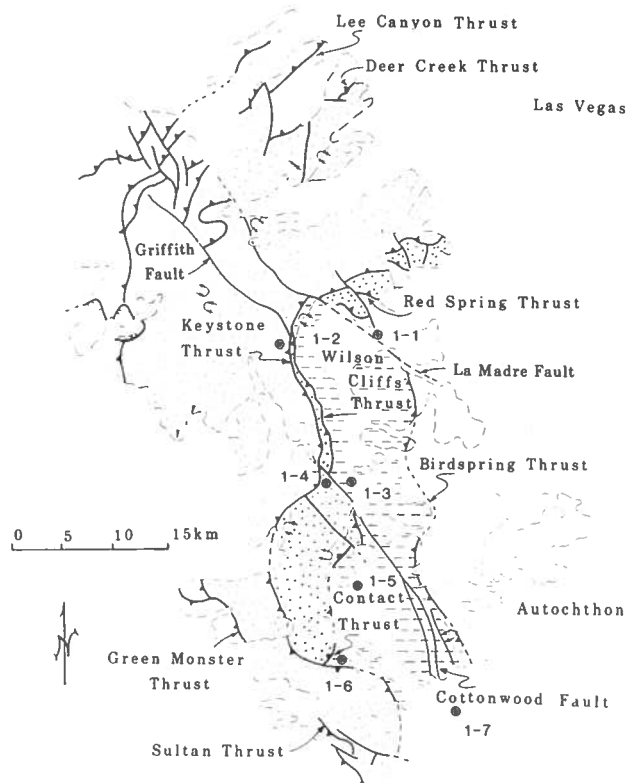 Lee Canyon Thrust
Deer Creek Thrust
Las Vegas
Griffith
Fault
Red Spring Thrust
Keystone
Thrust
1-2
1-1
Wilson
Cliffs
Thrust
La Madre Fault
Birdspring Thrust
1-4
1-3
0 5 10 15km
1-5
Contact
Thrust
Autochthon
N
Green Monster
Thrust
1-6
Cottonwood Fault
1-7
Sultan Thrust